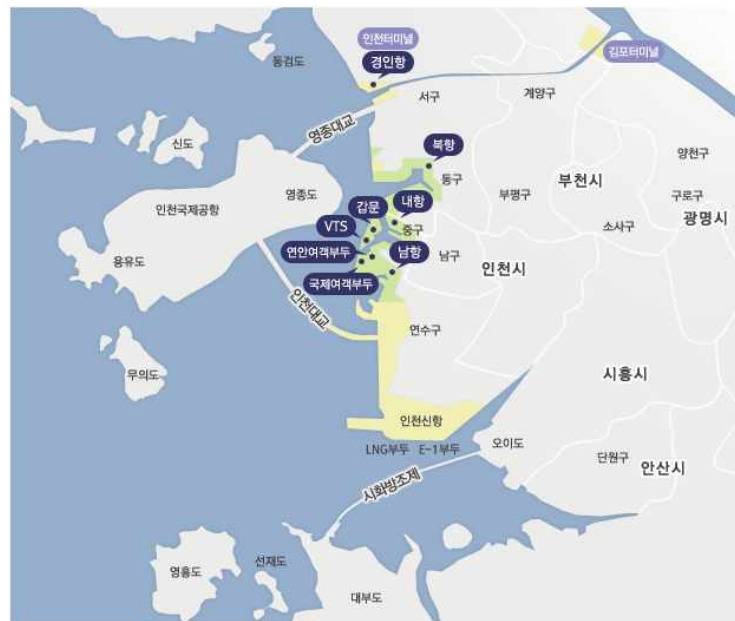 인천터미널
경인항
김포터미널
동검도
서구
계양구
영종대교
신도
북항
양천구
동구
부천시
영종도
부평구
구로구
인천국제공항
갑문
내항
광명시
VTS
중구
소사구
연안여객부두
남항
남구
인천시
용유도
국제여객부두
인천대교
연수구
무의도
시흥시
인천신항
오이도
LNG부두
E-1부두
단원구
안산시
시화방조제
선재도
영흥도
대부도